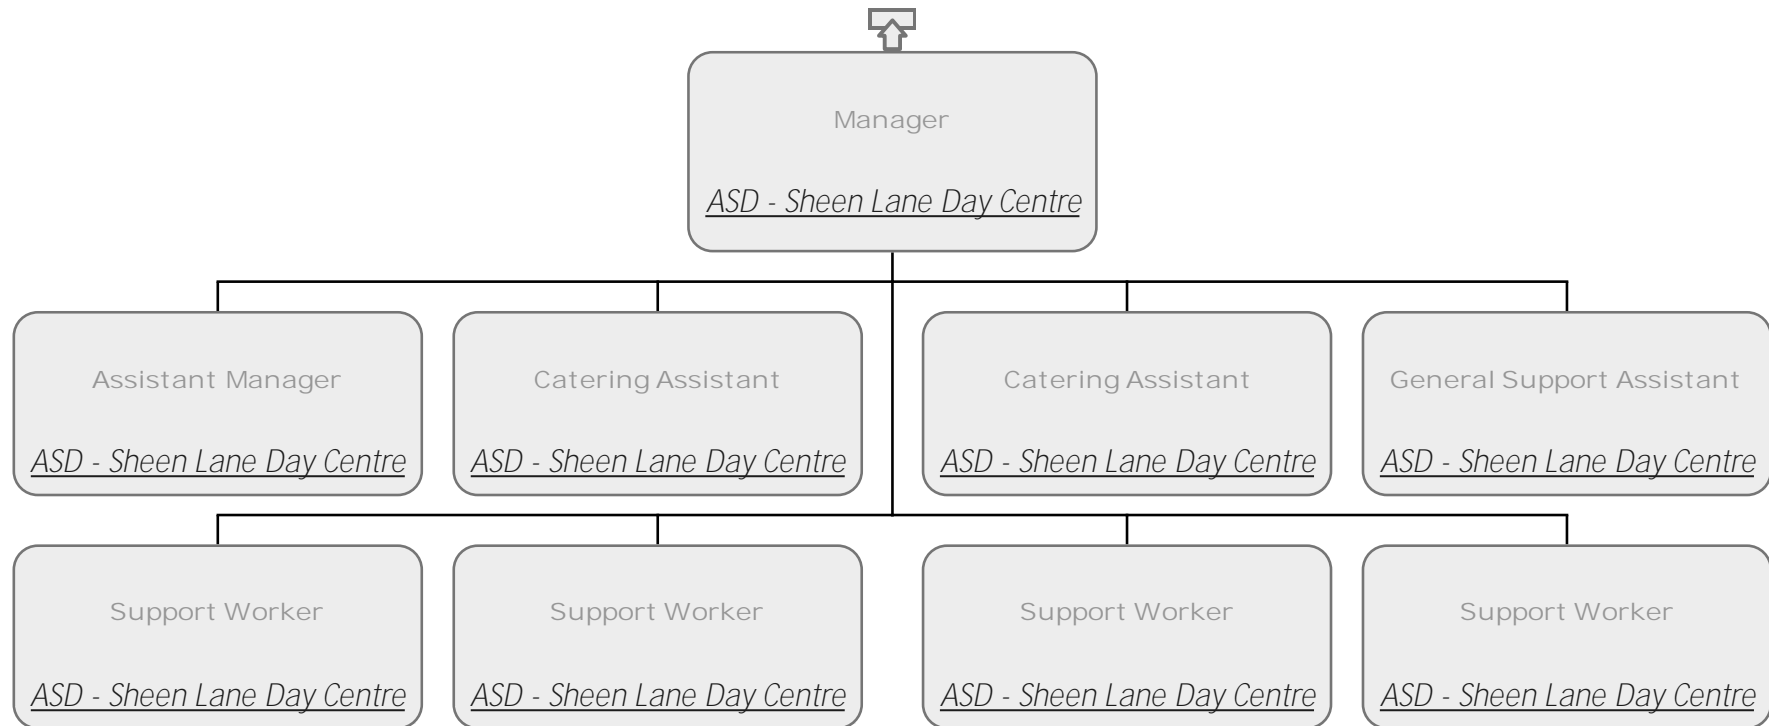 Manager
ASD - Sheen Lane Day Centre
Assistant Manager
ASD - Sheen Lane Day Centre
Catering Assistant
ASD - Sheen Lane Day Centre
Catering Assistant
ASD - Sheen Lane Day Centre
General Support Assistant
ASD - Sheen Lane Day Centre
Support Worker
ASD - Sheen Lane Day Centre
Support Worker
ASD - Sheen Lane Day Centre
Support Worker
ASD - Sheen Lane Day Centre
Support Worker
ASD - Sheen Lane Day Centre